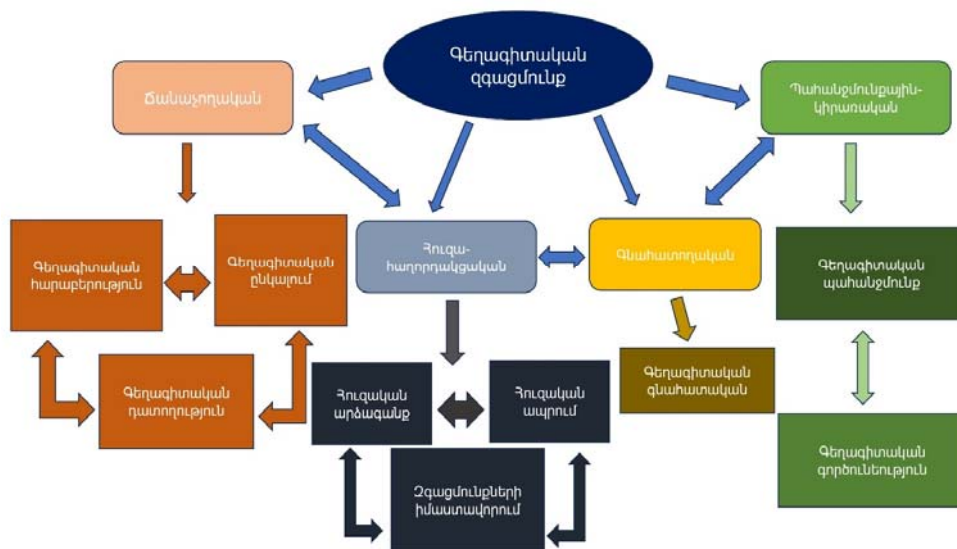 Գեղագիտական
զգացմունք
Ճանաչողական
Պահանջմունքային-
կիրառական
Հուզա-
հաղորդակցական
Գնահատողական
Գեղագիտական
հարաբերություն
Գեղագիտական
ընկալում
Գեղագիտական
պահանջմունք
Գեղագիտական
դատողություն
Հուզական
արձագանք
Հուզական
ապրում
Գեղագիտական
գնահատական
Զգացմունքների
իմաստավորում
Գեղագիտական
գործունեություն